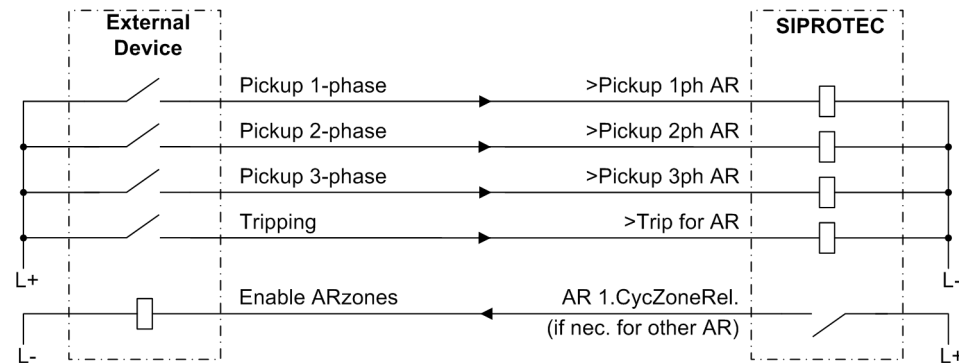 External
Device
SIPROTEC
Pickup 1-phase
>Pickup 1ph AR
Pickup 2-phase
>Pickup 2ph AR
Pickup 3-phase
>Pickup 3ph AR
Tripping
>Trip for AR
L+
L-
Enable ARzones
AR 1.CycZoneRel.
(if nec. for other AR)
L-
L+